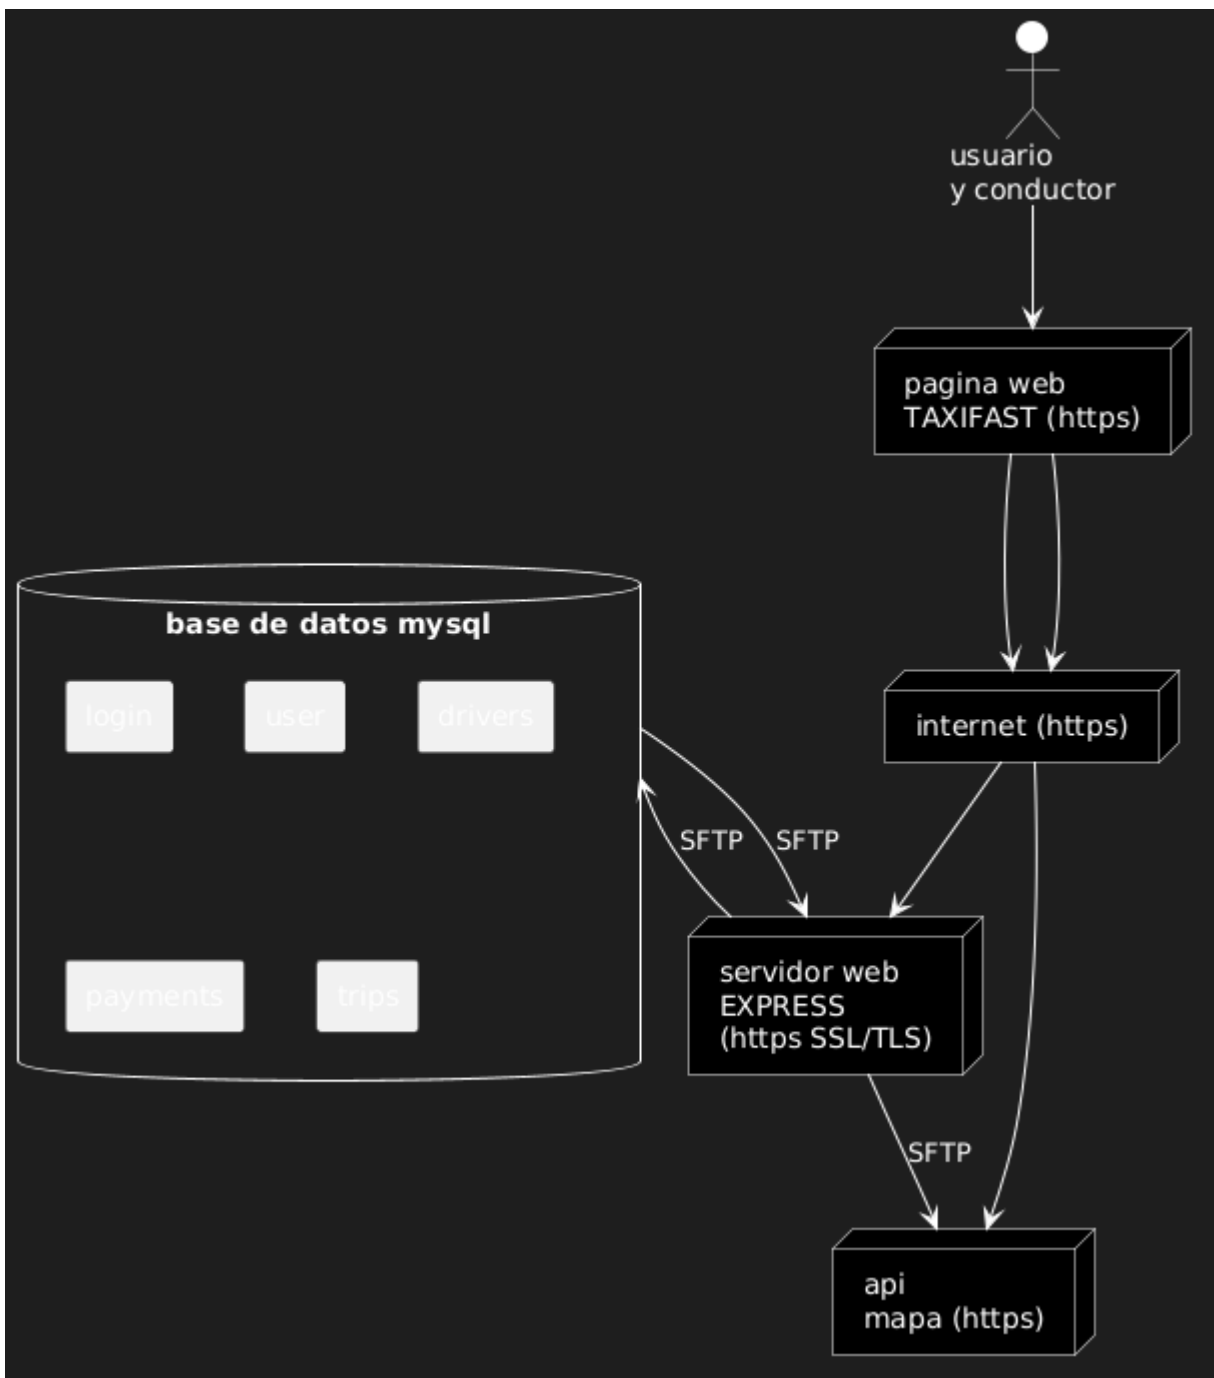 usuario
y conductor
pagina web
TAXIFAST (https)
base de datos mysql
login
user
drivers
internet (https)
SFTP
SFTP
payments
trips
servidor web
EXPRESS
(https SSL/TLS)
SFTP
api
mapa (https)